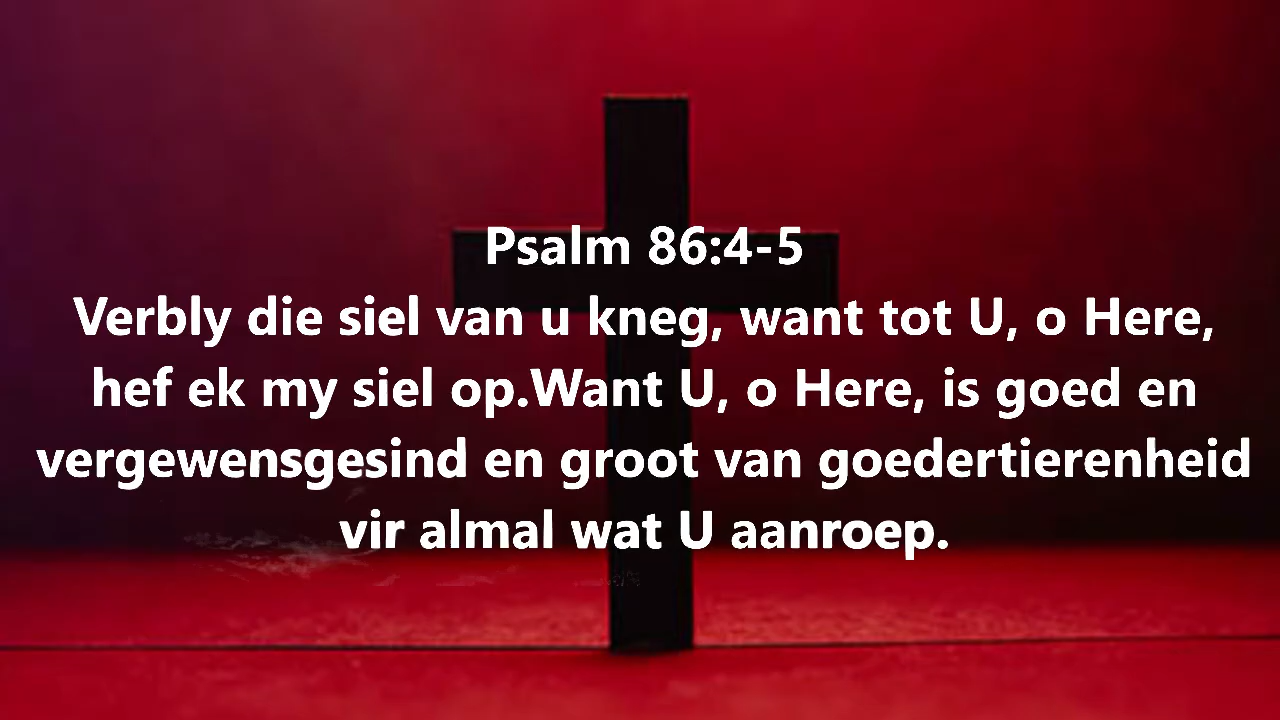 Psalm 86:4-5
Verbly die siel van u kneg, want tot U, o Here,
hef ek my siel op.Want U, o Here, is goed en
vergewensgesind en groot van goedertierenheid
vir almal wat U aanroep.